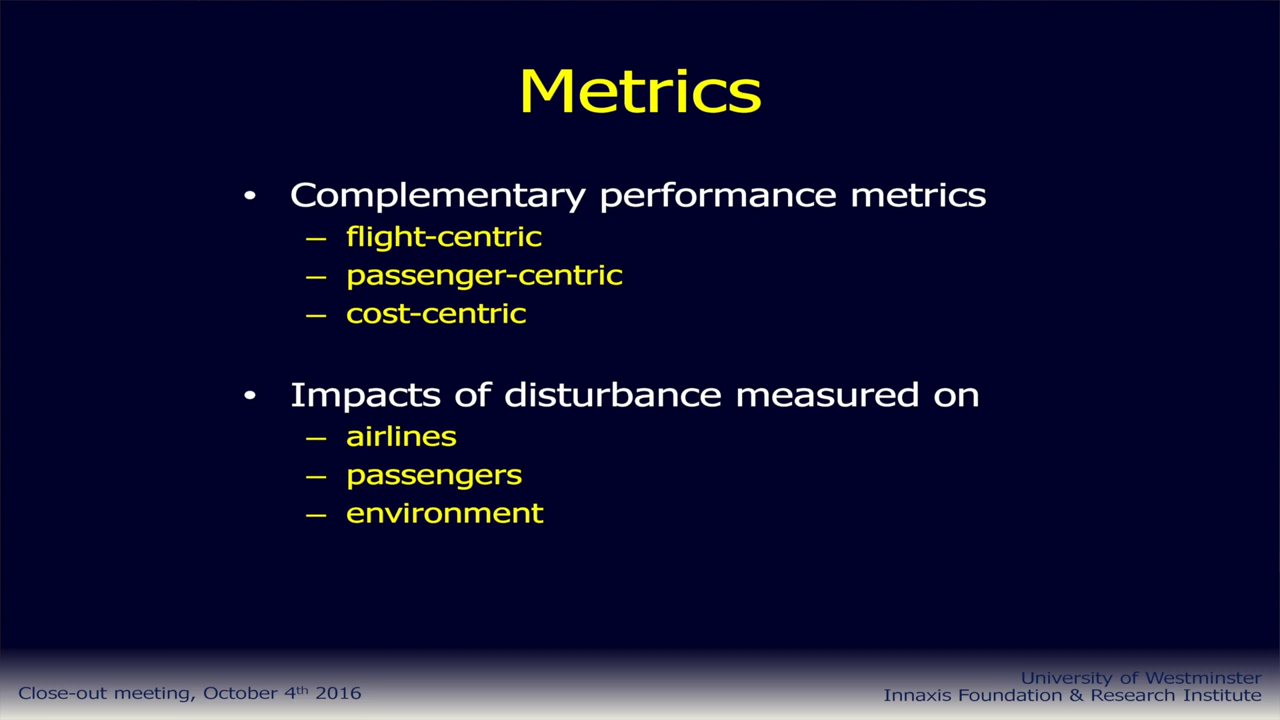 Metrics
• Complementary performance metrics
– flight-centric
– passenger-centric
– cost-centric
• Impacts of disturbance measured on
– airlines
– passengers
– environment
Close-out meeting, October 4th 2016
University of Westminster
Innaxis Foundation & Research Institute